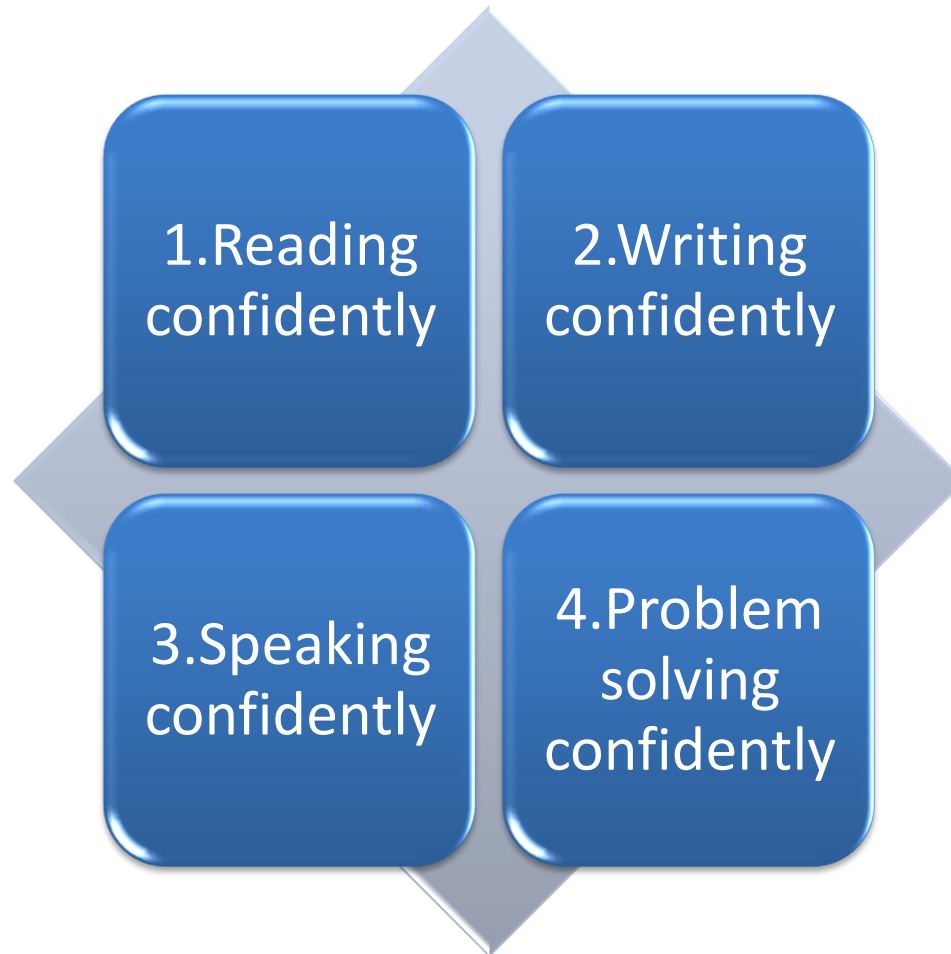 1.Reading
confidently
2.Writing
confidently
3.Speaking
confidently
4.Problem
solving
confidently